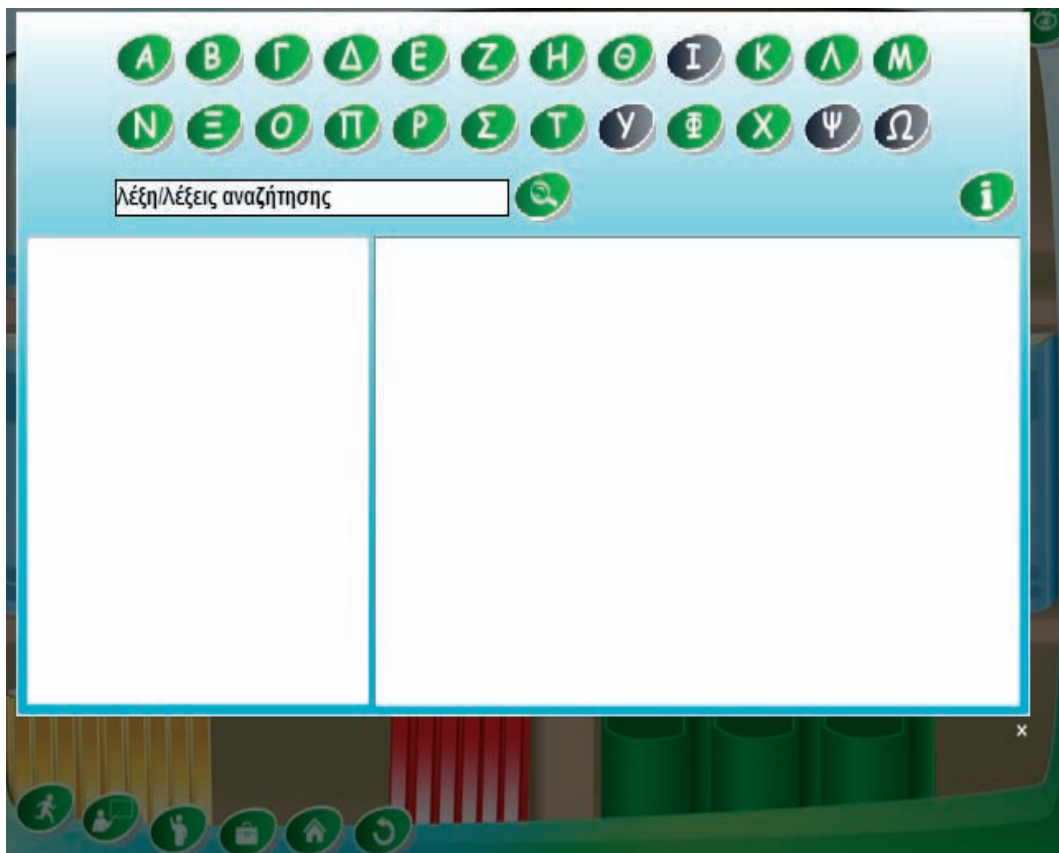 Α Β Γ Δ Ε Ζ Η Θ Ι Κ Λ Μ
Ν Ξ Ο Π Ρ Σ Τ Υ Φ Χ Ψ Ω
λέξη/λέξεις αναζήτησης
i
x